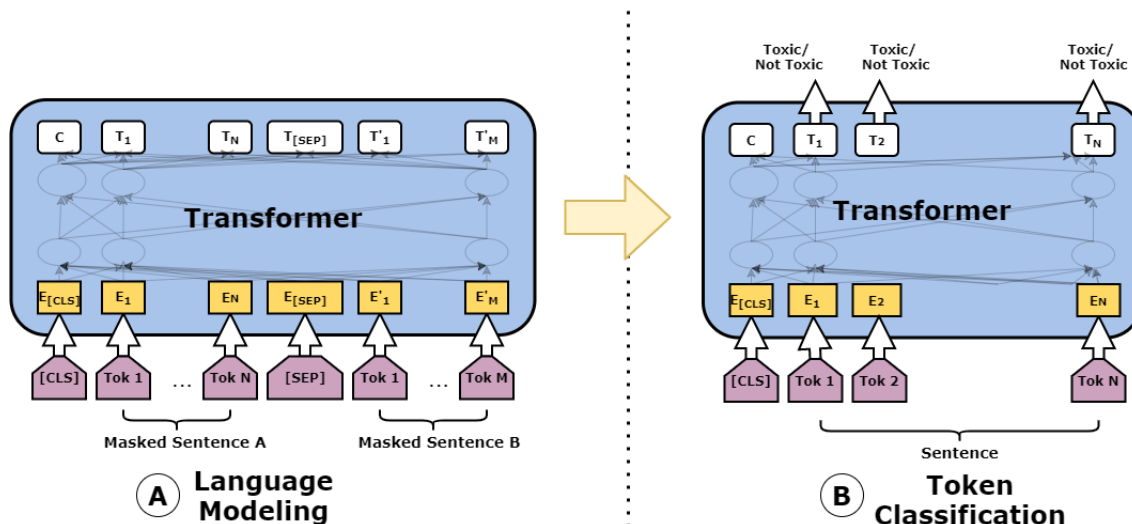 Toxic/
Not Toxic
Toxic/
Not Toxic
Toxic/
Not Toxic
C
T1
TN
T[SEP]
T'1
T'M
Transformer
E[CLS]
E1
EN
E[SEP]
E'1
E'M
[CLS]
Tok 1
...
Tok N
[SEP]
Tok 1
...
Tok M
Masked Sentence A
Masked Sentence B
A
Language
Modeling
C
T1
T2
TN
Transformer
E[CLS]
E1
E2
EN
[CLS]
Tok 1
Tok 2
Tok N
Sentence
B
Token
Classification